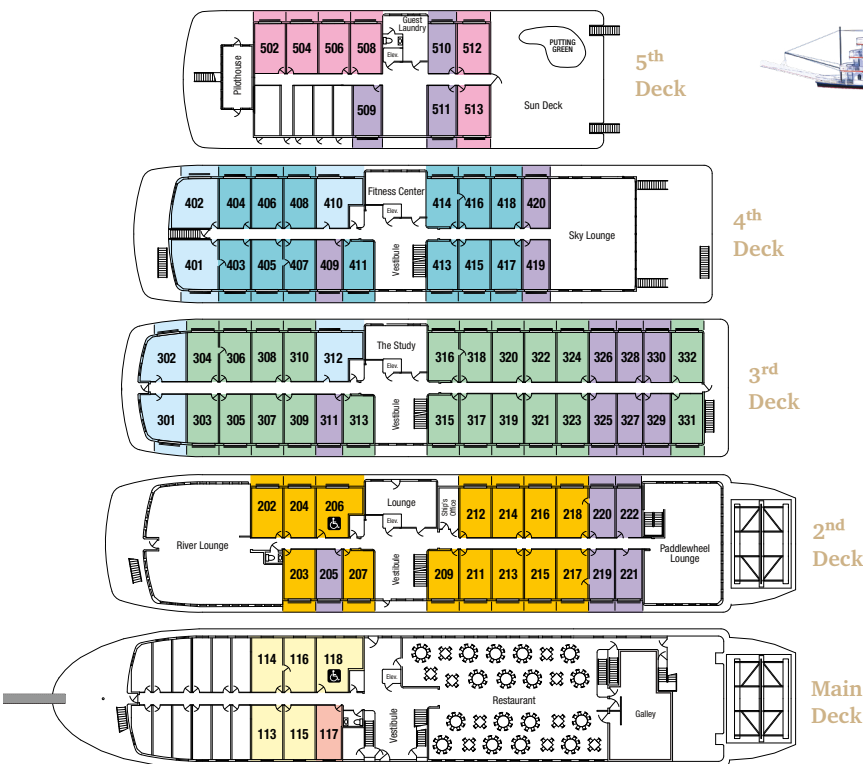 Guest
Laundry
502 504 506 508 510 512
Elev.
PUTTING
GREEN
Pilothouse
Sun Deck
509 511 513
5th
Deck
402 404 406 408 410
Fitness Center
414 416 418 420
Elev.
Sky Lounge
401 403 405 407 409 411
Vestibule
413 415 417 419
4th
Deck
302 304 306 308 310 312
The Study
316 318 320 322 324 326 328 330 332
Elev.
301 303 305 307 309 311 313
Vestibule
315 317 319 321 323 325 327 329 331
3rd
Deck
202 204 206
Lounge
Ship's
Office
212 214 216 218 220 222
Elev.
River Lounge
Paddlewheel
Lounge
203 205 207
Vestibule
209 211 213 215 217 219 221
2nd
Deck
114 116 118
Elev.
Restaurant
Galley
113 115 117
Vestibule
Main
Deck